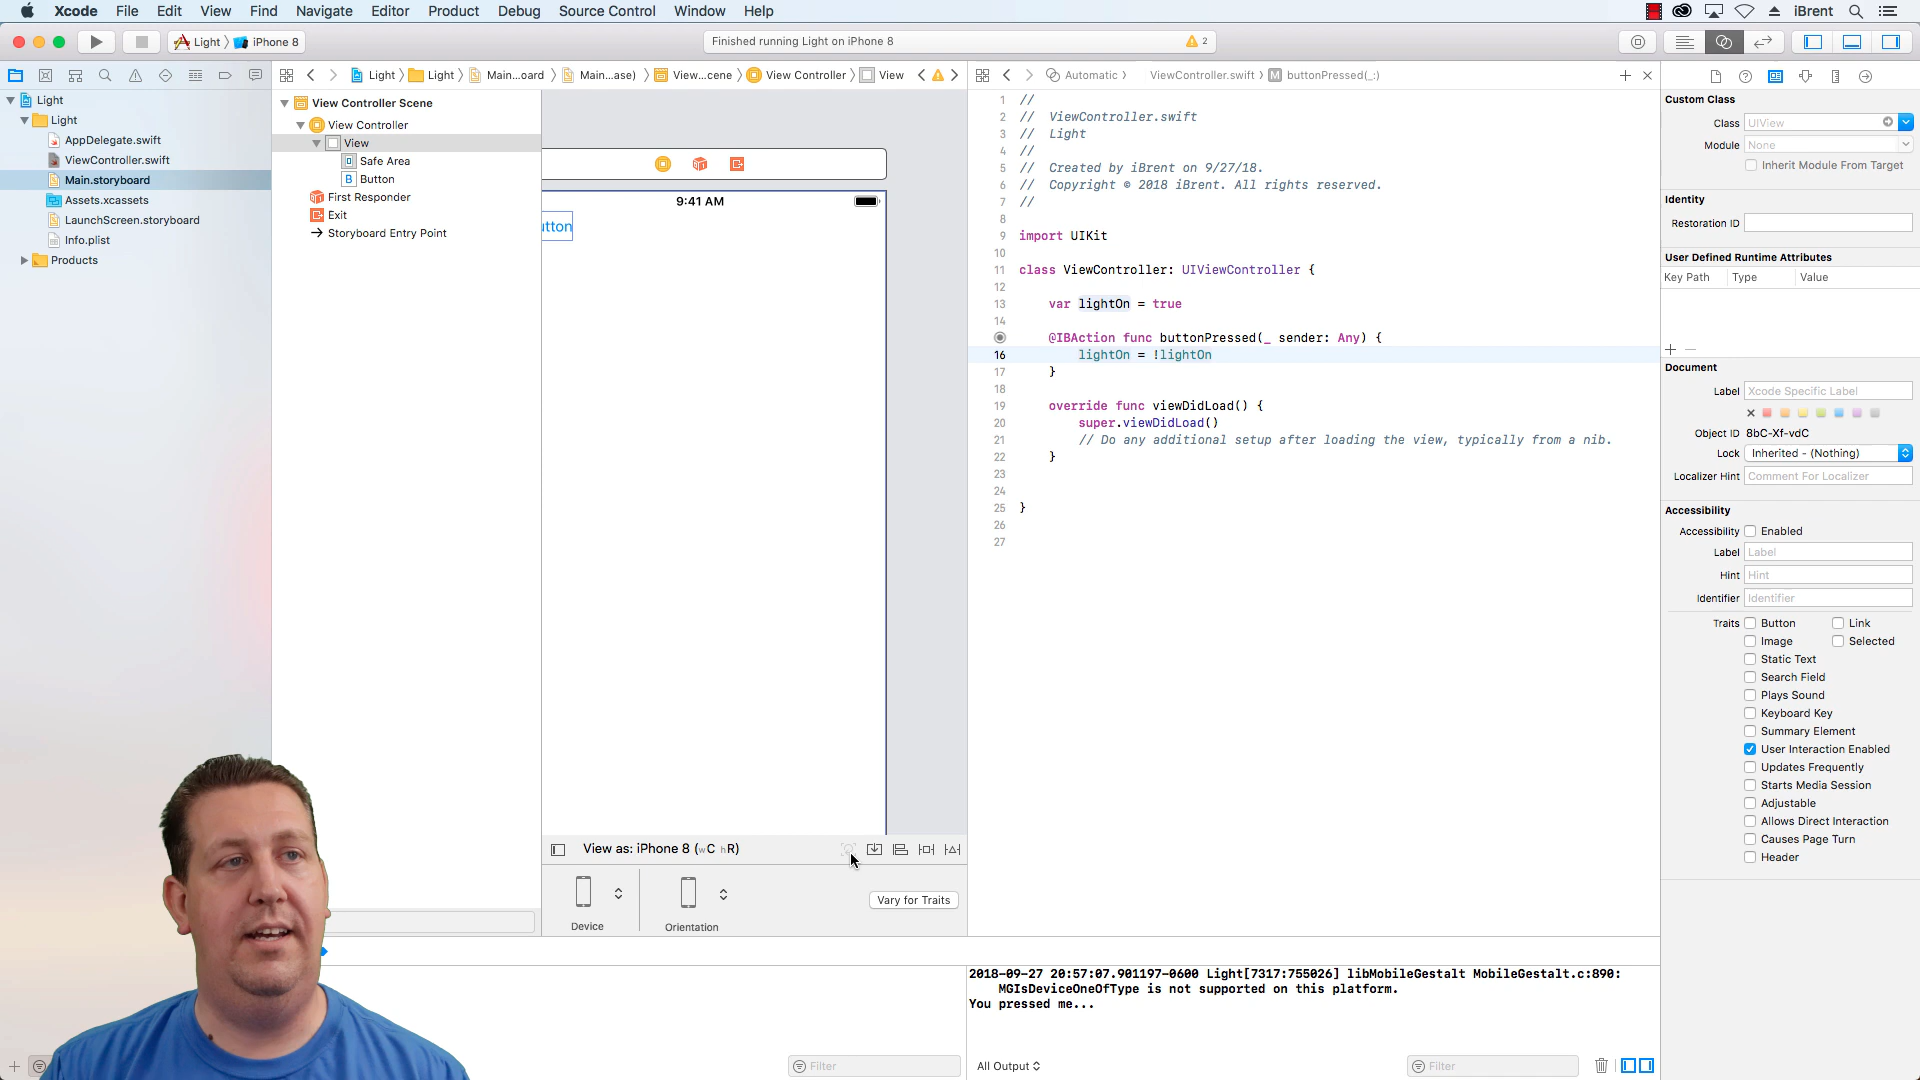 Xcode File Edit View Find Navigate Editor Product Debug Source Control Window Help iBrent
Light iPhone 8
Finished running Light on iPhone 8
2
Light Light Main...oard Main...ase) View...cene View Controller View
Automatic ViewController.swift buttonPressed(_:)
Light
Light
AppDelegate.swift
ViewController.swift
Main.storyboard
Assets.xcassets
LaunchScreen.storyboard
Info.plist
Products
View Controller Scene
View Controller
View
Safe Area
B Button
First Responder
Exit
Storyboard Entry Point
9:41 AM
utton
View as: iPhone 8 (wC hR)
Device
Orientation
Vary for Traits
1 //
2 // ViewController.swift
3 // Light
4 //
5 // Created by iBrent on 9/27/18.
6 // Copyright © 2018 iBrent. All rights reserved.
7 //
8
9 import UIKit
10
11 class ViewController: UIViewController {
12
13 var lightOn = true
14
@IBAction func buttonPressed(_ sender: Any) {
16 lightOn = !lightOn
17 }
18
19 override func viewDidLoad() {
20 super.viewDidLoad()
21 // Do any additional setup after loading the view, typically from a nib.
22 }
23
24
25 }
26
27
2018-09-27 20:57:07.901197-0600 Light[7317:755026] libMobileGestalt MobileGestalt.c:890:
MGIsDeviceOneOfType is not supported on this platform.
You pressed me...
Filter
All Output
Filter
Custom Class
Class UIView
Module None
Inherit Module From Target
Identity
Restoration ID
User Defined Runtime Attributes
Key Path Type Value
Document
Label Xcode Specific Label
Object ID 8bC-Xf-vdC
Lock Inherited - (Nothing)
Localizer Hint Comment For Localizer
Accessibility
Accessibility Enabled
Label Label
Hint Hint
Identifier Identifier
Traits Button Link
Image Selected
Static Text
Search Field
Plays Sound
Keyboard Key
Summary Element
User Interaction Enabled
Updates Frequently
Starts Media Session
Adjustable
Allows Direct Interaction
Causes Page Turn
Header